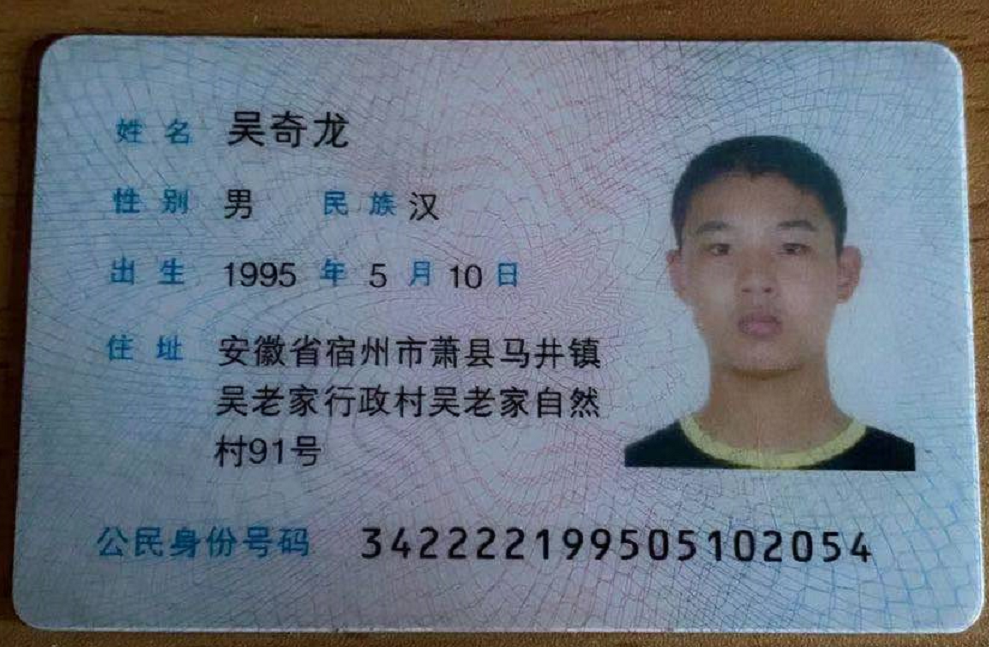 姓名 吴奇龙
性别 男 民族 汉
出生 1995 年 5 月 10 日
住址 安徽省宿州市萧县马井镇
吴老家行政村吴老家自然
村91号
公民身份号码 342222199505102054